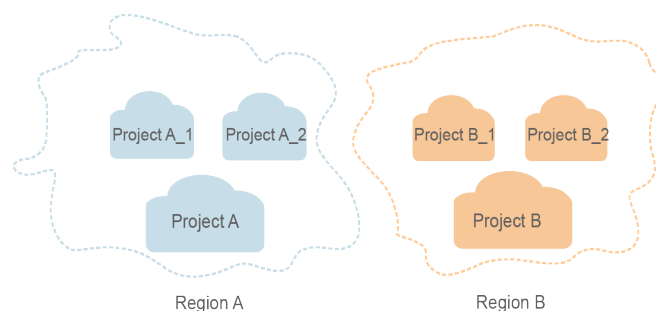 Project A_1
Project A_2
Project A
Region A
Project B_1
Project B_2
Project B
Region B